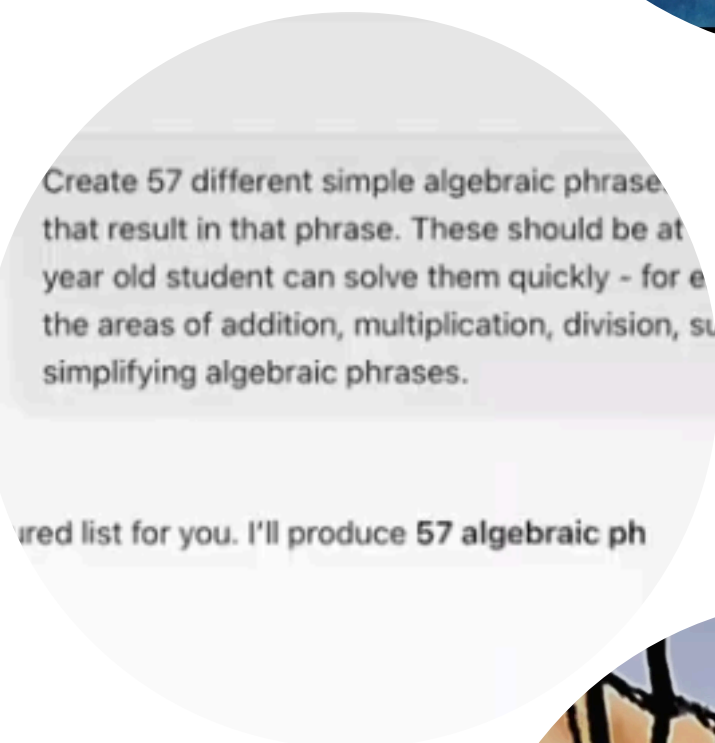 Create 57 different simple algebraic phrase
that result in that phrase. These should be at
year old student can solve them quickly - for e
the areas of addition, multiplication, division, su
simplifying algebraic phrases.
ured list for you. I'll produce 57 algebraic ph